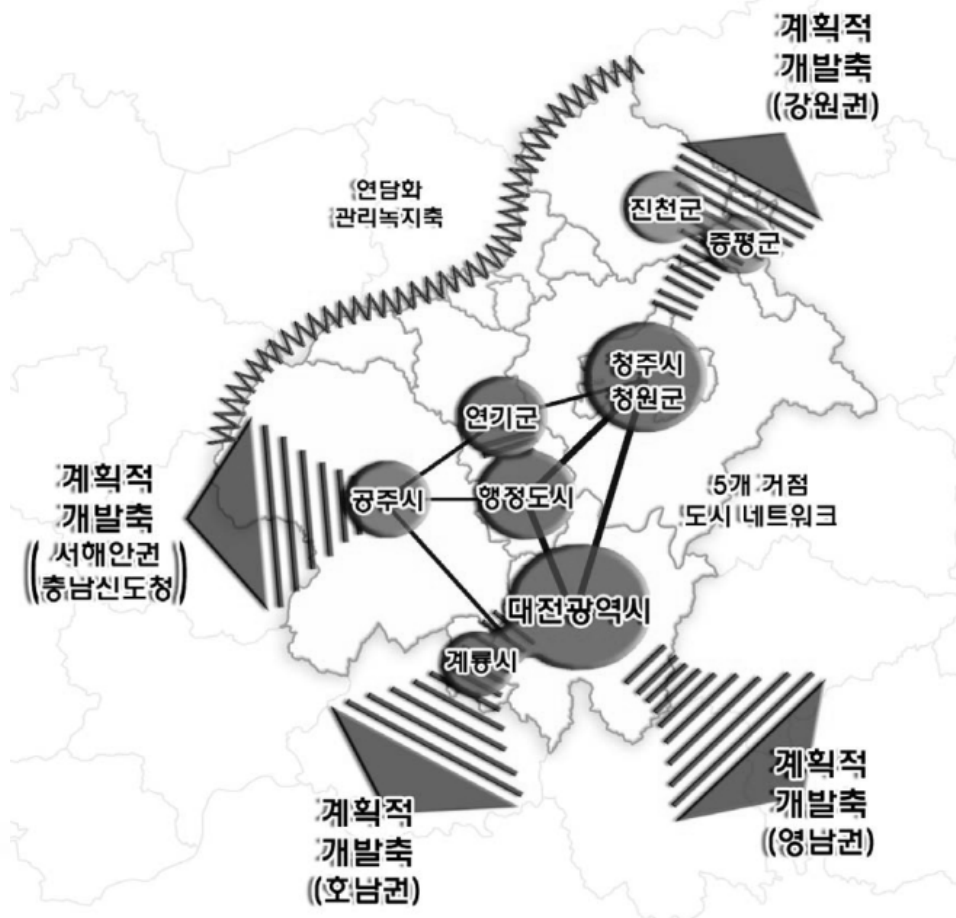 계획적
개발축
(강원권)
연담화
관리녹지축
진천군
증평군
청주시
청원군
연기군
계획적
개발축
(서해안권
충남신도청)
공주시
행정도시
5개 거점
도시 네트워크
대전광역시
계룡시
계획적
개발축
(호남권)
계획적
개발축
(영남권)